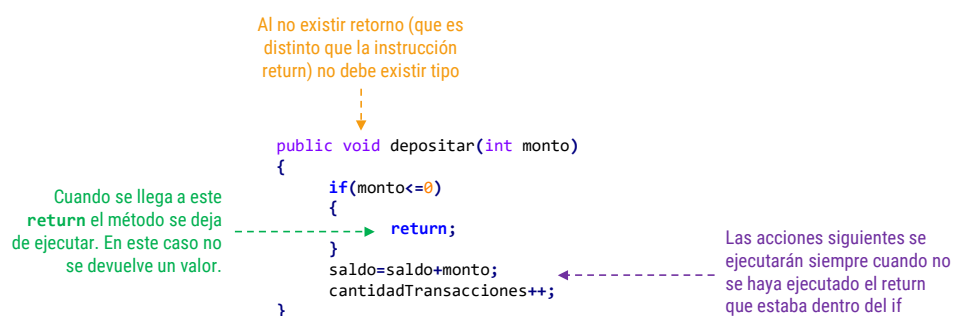 Al no existir retorno (que es
distinto que la instrucción
return) no debe existir tipo
public void depositar(int monto)
{
if(monto<=0)
{
return;
}
saldo=saldo+monto;
cantidadTransacciones++;
}
Cuando se llega a este
return el método se deja
de ejecutar. En este caso no
se devuelve un valor.
Las acciones siguientes se
ejecutarán siempre cuando no
se haya ejecutado el return
que estaba dentro del if